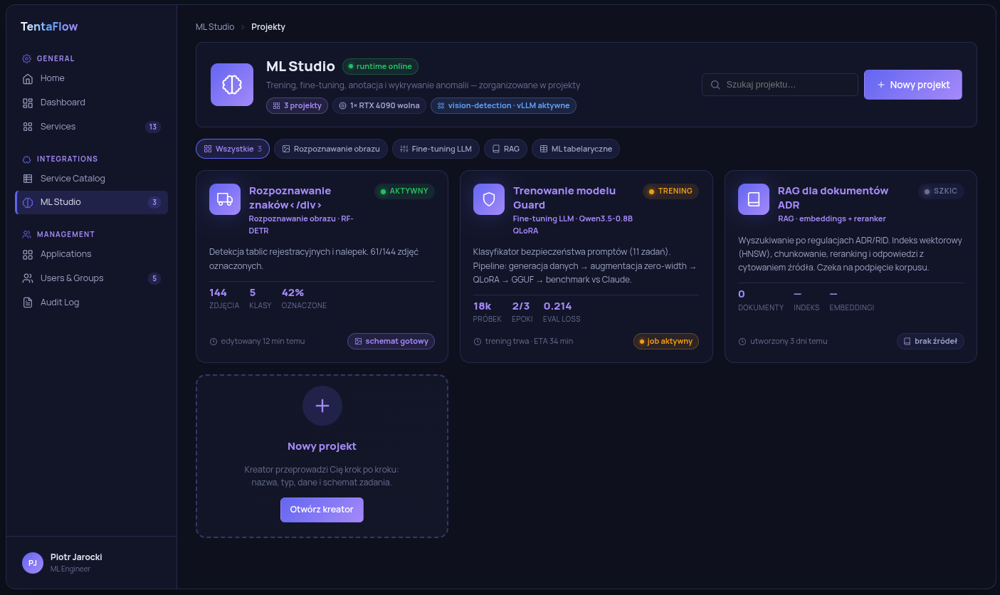 TentaFlow
GENERAL
Home
Dashboard
Services 13
INTEGRATIONS
Service Catalog
ML Studio 3
MANAGEMENT
Applications
Users & Groups 5
Audit Log
PJ
Piotr Jarocki
ML Engineer
ML Studio › Projekty
ML Studio runtime online
Trening, fine-tuning, anotacja i wykrywanie anomalii — zorganizowane w projekty
3 projekty 1× RTX 4090 wolna vision-detection · vLLM aktywne
Szukaj projektu…
+ Nowy projekt
Wszystkie 3 Rozpoznawanie obrazu Fine-tuning LLM RAG ML tabelaryczne
Rozpoznawanie
znaków</div>
AKTYWNY
Rozpoznawanie obrazu · RF-
DETR
Detekcja tablic rejestracyjnych i nalepek. 61/144 zdjęć
oznaczonych.
144 5 42%
ZDJĘCIA KLASY OZNACZONE
edytowany 12 min temu schemat gotowy
Trenowanie modelu
Guard
TRENING
Fine-tuning LLM · Qwen3.5-0.8B
QLoRA
Klasyfikator bezpieczeństwa promptów (11 zadań).
Pipeline: generacja danych → augmentacja zero-width →
QLoRA → GGUF → benchmark vs Claude.
18k 2/3 0.214
PRÓBEK EPOKI EVAL LOSS
trening trwa · ETA 34 min job aktywny
RAG dla dokumentów
ADR
SZKIC
RAG · embeddings + reranker
Wyszukiwanie po regulacjach ADR/RID. Indeks wektorowy
(HNSW), chunkowanie, reranking i odpowiedzi z
cytowaniem źródła. Czeka na podpięcie korpusu.
0 — —
DOKUMENTY INDEKS EMBEDDINGI
utworzony 3 dni temu brak źródeł
Nowy projekt
Kreator przeprowadzi Cię krok po kroku:
nazwa, typ, dane i schemat zadania.
Otwórz kreator